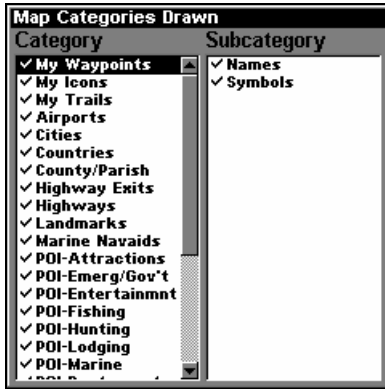 Map Categories Drawn
Category
Subcategory
My Waypoints
My Icons
My Trails
Airports
Cities
Countries
County/Parish
Highway Exits
Highways
Landmarks
Marine Navaids
POI-Attractions
POI-Emerg/Gov't
POI-Entertainmnt
POI-Fishing
POI-Hunting
POI-Lodging
POI-Marine
Names
Symbols